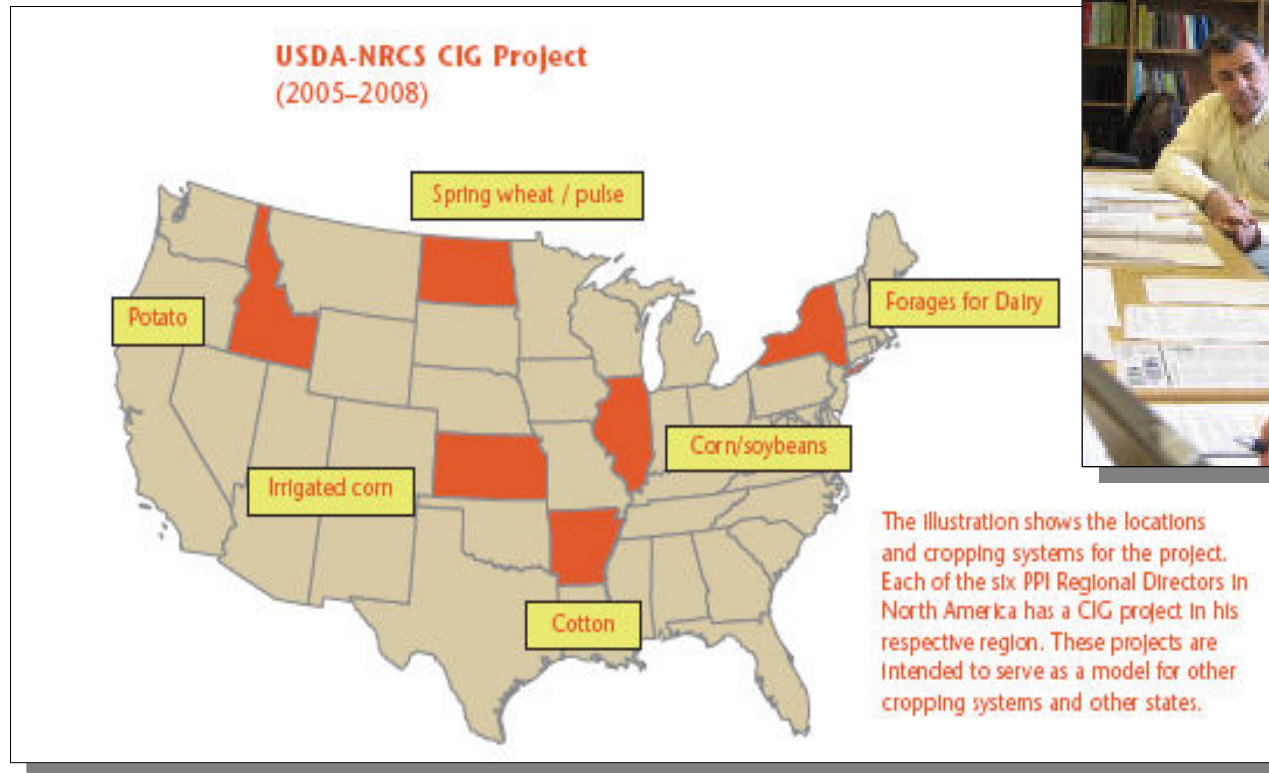 USDA-NRCS CIG Project
(2005–2008)
Spring wheat / pulse
Potato
Forages for Dairy
Corn/soybeans
Irrigated corn
Cotton
The illustration shows the locations
and cropping systems for the project.
Each of the six PPI Regional Directors in
North America has a CIG project in his
respective region. These projects are
intended to serve as a model for other
cropping systems and other states.